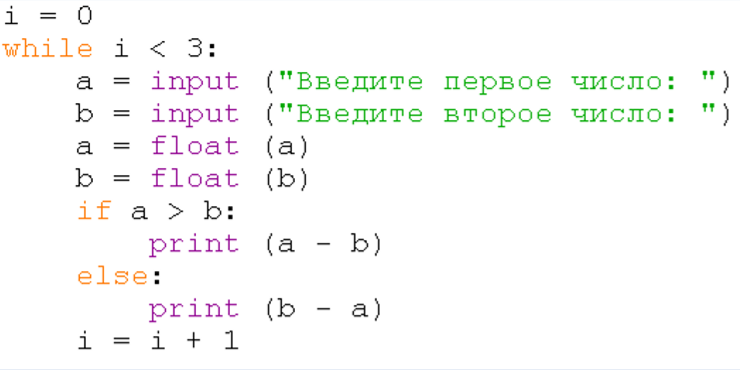 i = 0
while i < 3:
    a = input ("Введите первое число: ")
    b = input ("Введите второе число: ")
    a = float (a)
    b = float (b)
    if a > b:
        print (a - b)
    else:
        print (b - a)
    i = i + 1